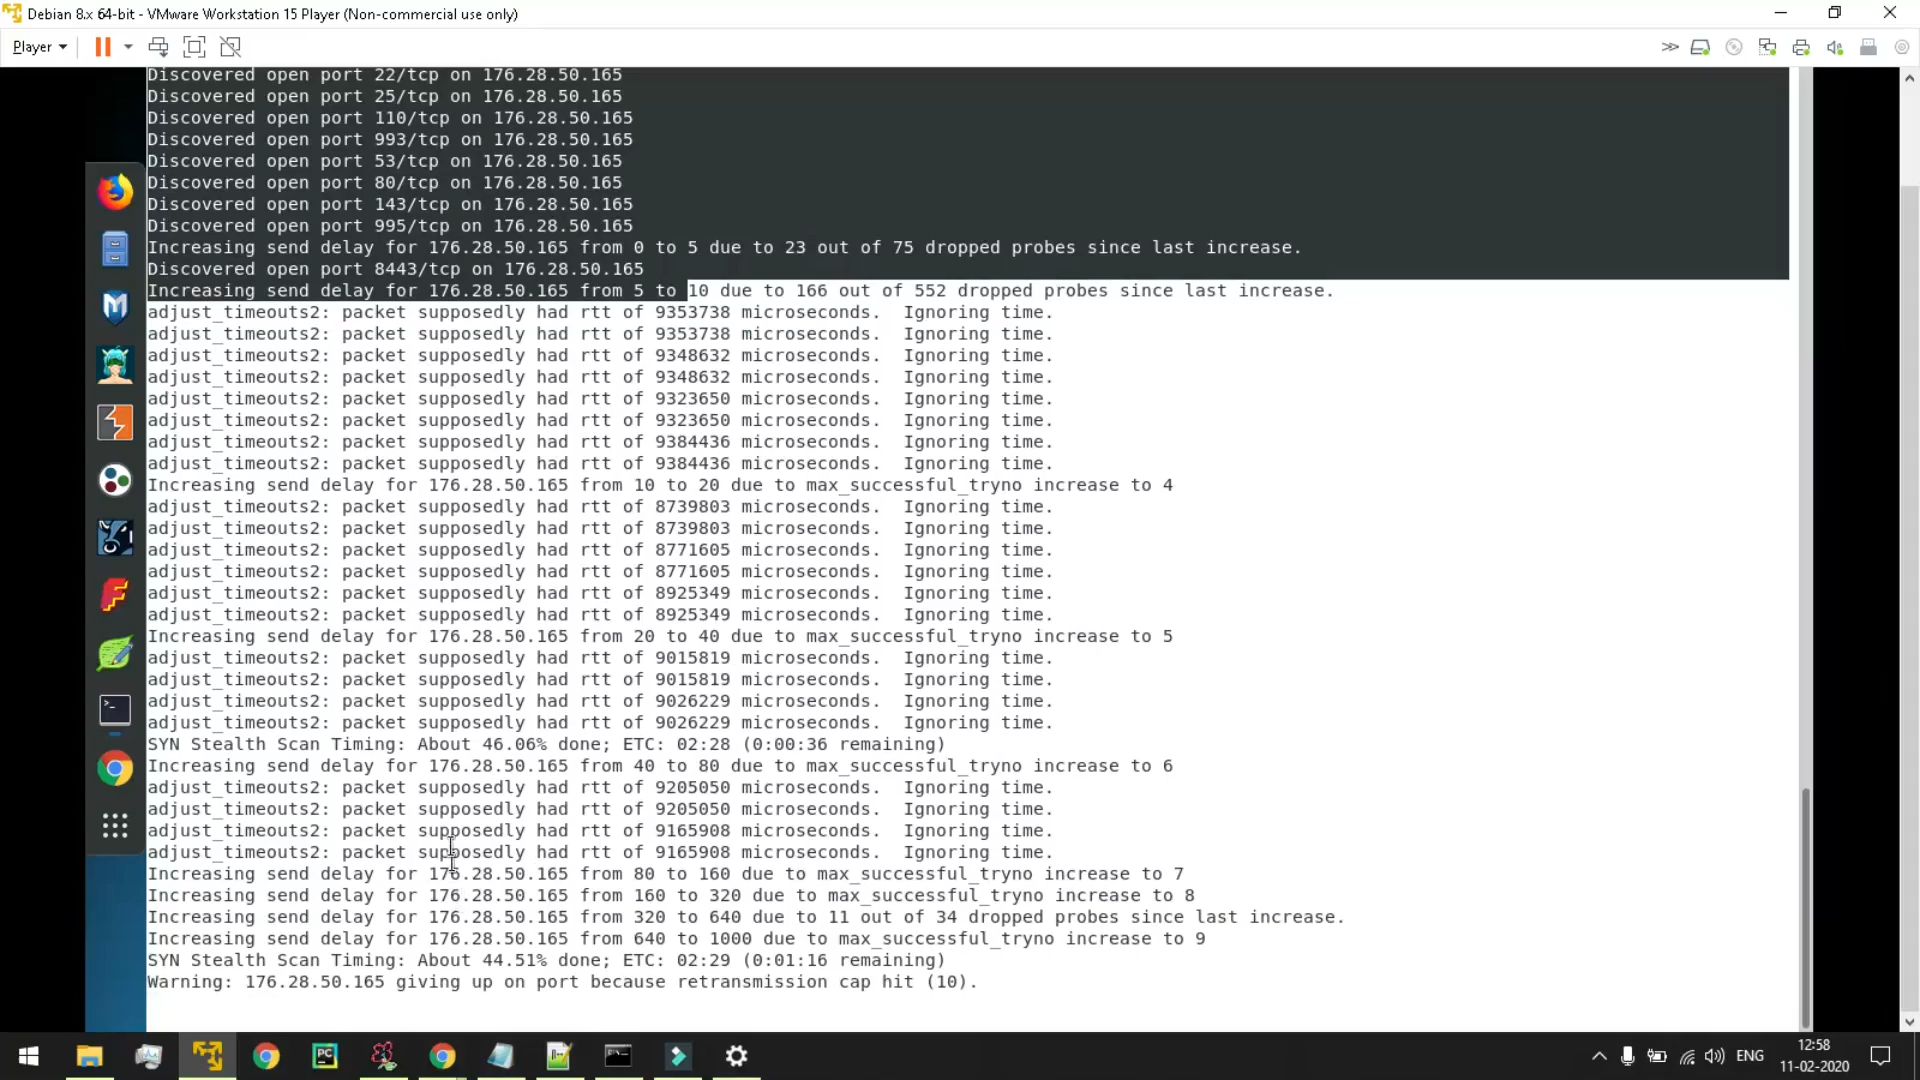 Debian 8.x 64-bit - VMware Workstation 15 Player (Non-commercial use only)
Player
Discovered open port 22/tcp on 176.28.50.165
Discovered open port 25/tcp on 176.28.50.165
Discovered open port 110/tcp on 176.28.50.165
Discovered open port 993/tcp on 176.28.50.165
Discovered open port 53/tcp on 176.28.50.165
Discovered open port 80/tcp on 176.28.50.165
Discovered open port 143/tcp on 176.28.50.165
Discovered open port 995/tcp on 176.28.50.165
Increasing send delay for 176.28.50.165 from 0 to 5 due to 23 out of 75 dropped probes since last increase.
Discovered open port 8443/tcp on 176.28.50.165
Increasing send delay for 176.28.50.165 from 5 to 10 due to 166 out of 552 dropped probes since last increase.
adjust_timeouts2: packet supposedly had rtt of 9353738 microseconds.  Ignoring time.
adjust_timeouts2: packet supposedly had rtt of 9353738 microseconds.  Ignoring time.
adjust_timeouts2: packet supposedly had rtt of 9348632 microseconds.  Ignoring time.
adjust_timeouts2: packet supposedly had rtt of 9348632 microseconds.  Ignoring time.
adjust_timeouts2: packet supposedly had rtt of 9323650 microseconds.  Ignoring time.
adjust_timeouts2: packet supposedly had rtt of 9323650 microseconds.  Ignoring time.
adjust_timeouts2: packet supposedly had rtt of 9384436 microseconds.  Ignoring time.
adjust_timeouts2: packet supposedly had rtt of 9384436 microseconds.  Ignoring time.
Increasing send delay for 176.28.50.165 from 10 to 20 due to max_successful_tryno increase to 4
adjust_timeouts2: packet supposedly had rtt of 8739803 microseconds.  Ignoring time.
adjust_timeouts2: packet supposedly had rtt of 8739803 microseconds.  Ignoring time.
adjust_timeouts2: packet supposedly had rtt of 8771605 microseconds.  Ignoring time.
adjust_timeouts2: packet supposedly had rtt of 8771605 microseconds.  Ignoring time.
adjust_timeouts2: packet supposedly had rtt of 8925349 microseconds.  Ignoring time.
adjust_timeouts2: packet supposedly had rtt of 8925349 microseconds.  Ignoring time.
Increasing send delay for 176.28.50.165 from 20 to 40 due to max_successful_tryno increase to 5
adjust_timeouts2: packet supposedly had rtt of 9015819 microseconds.  Ignoring time.
adjust_timeouts2: packet supposedly had rtt of 9015819 microseconds.  Ignoring time.
adjust_timeouts2: packet supposedly had rtt of 9026229 microseconds.  Ignoring time.
adjust_timeouts2: packet supposedly had rtt of 9026229 microseconds.  Ignoring time.
SYN Stealth Scan Timing: About 46.06% done; ETC: 02:28 (0:00:36 remaining)
Increasing send delay for 176.28.50.165 from 40 to 80 due to max_successful_tryno increase to 6
adjust_timeouts2: packet supposedly had rtt of 9205050 microseconds.  Ignoring time.
adjust_timeouts2: packet supposedly had rtt of 9205050 microseconds.  Ignoring time.
adjust_timeouts2: packet supposedly had rtt of 9165908 microseconds.  Ignoring time.
adjust_timeouts2: packet supposedly had rtt of 9165908 microseconds.  Ignoring time.
Increasing send delay for 176.28.50.165 from 80 to 160 due to max_successful_tryno increase to 7
Increasing send delay for 176.28.50.165 from 160 to 320 due to max_successful_tryno increase to 8
Increasing send delay for 176.28.50.165 from 320 to 640 due to 11 out of 34 dropped probes since last increase.
Increasing send delay for 176.28.50.165 from 640 to 1000 due to max_successful_tryno increase to 9
SYN Stealth Scan Timing: About 44.51% done; ETC: 02:29 (0:01:16 remaining)
Warning: 176.28.50.165 giving up on port because retransmission cap hit (10).
PC
ENG
12:58
11-02-2020